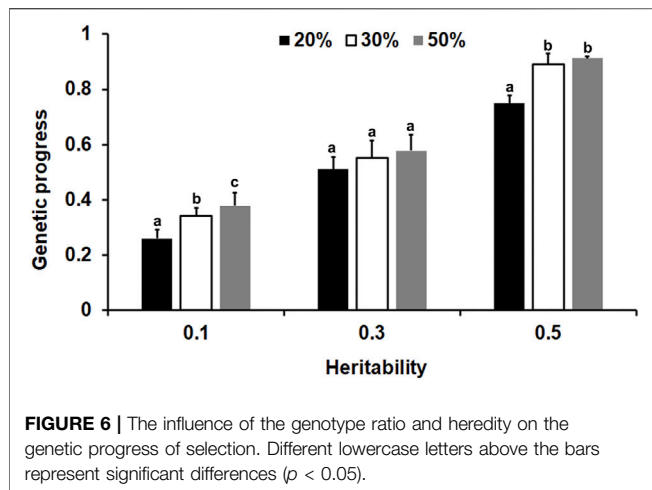 20% 30% 50%
1
0.8
0.6
0.4
0.2
0
Genetic progress
a b c
a a a
a b b
0.1 0.3 0.5
Heritability
FIGURE 6 | The influence of the genotype ratio and heredity on the
genetic progress of selection. Different lowercase letters above the bars
represent significant differences (p < 0.05).